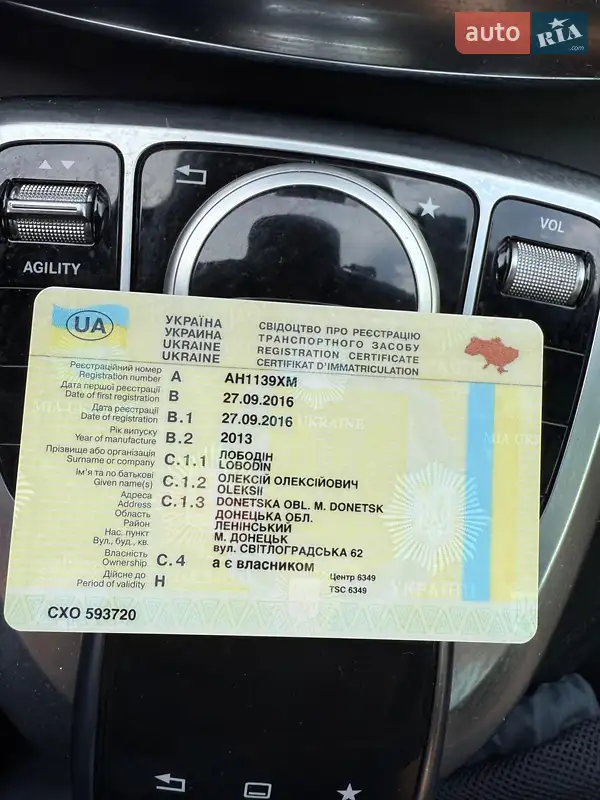 auto RIA .com
AGILITY
VOL
UA
УКРАЇНА
УКРАИНА
UKRAINE
UKRAINE
СВІДОЦТВО ПРО РЕЄСТРАЦІЮ
ТРАНСПОРТНОГО ЗАСОБУ
REGISTRATION CERTIFICATE
CERTIFIKAT D'IMMATRICULATION
Реєстраційний номер
Registration number A AH1139XM
Дата першої реєстрації
Date of first registration B 27.09.2016
Дата реєстрації
Date of registration B.1 27.09.2016
Рік випуску
Year of manufacture B.2 2013
Прізвище або організація
Surname or company C.1.1 ЛОБОДІН
LOBODIN
Ім'я та по батькові
Given name(s) C.1.2 ОЛЕКСІЙ ОЛЕКСІЙОВИЧ
OLEKSII
Адреса
Address C.1.3 DONETSKA OBL. M. DONETSK
Область ДОНЕЦЬКА ОБЛ.
Район ЛЕНІНСЬКИЙ
Нас. пункт М. ДОНЕЦЬК
Вул., буд., кв. вул. СВІТЛОГРАДСЬКА 62
Власність
Ownership C.4 а є власником
Дійсне до
Period of validity H
Центр 6349
TSC 6349
СХО 593720